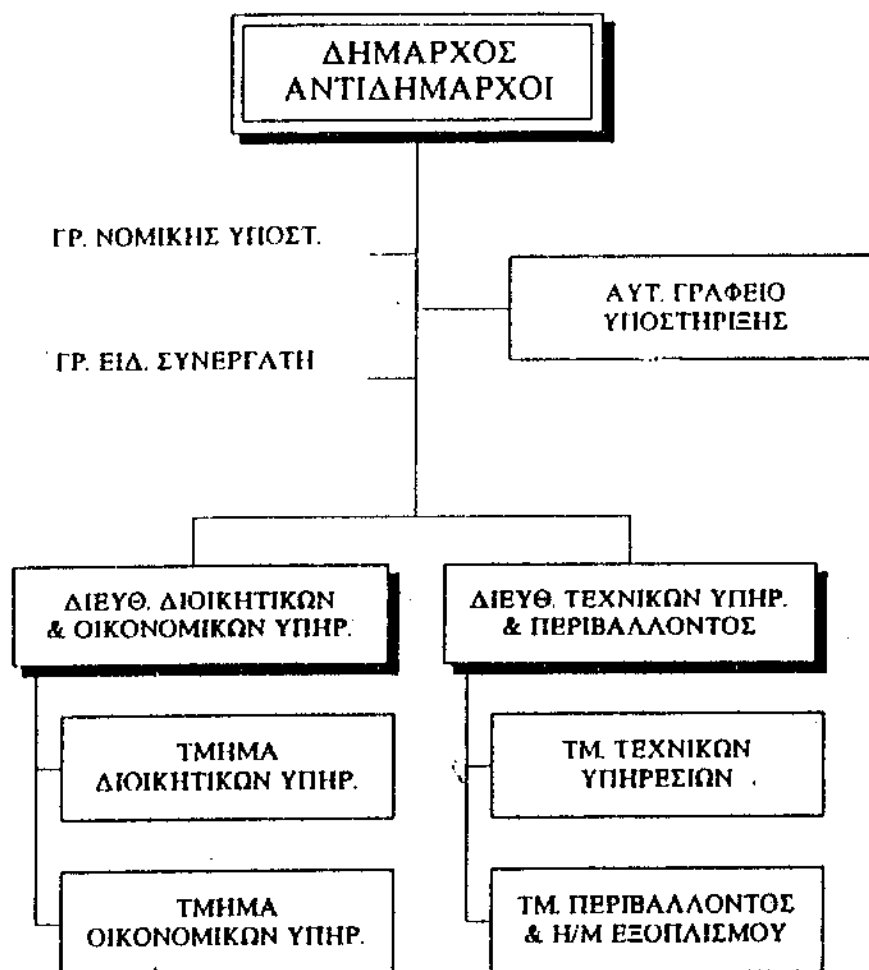 ΔΗΜΑΡΧΟΣ
ΑΝΤΙΔΗΜΑΡΧΟΙ
ΓΡ. ΝΟΜΙΚΗΣ ΥΠΟΣΤ.
ΑΥΤ. ΓΡΑΦΕΙΟ
ΥΠΟΣΤΗΡΙΞΗΣ
ΓΡ. ΕΙΔ. ΣΥΝΕΡΓΑΤΗ
ΔΙΕΥΘ. ΔΙΟΙΚΗΤΙΚΩΝ
& ΟΙΚΟΝΟΜΙΚΩΝ ΥΠΗΡ.
ΔΙΕΥΘ. ΤΕΧΝΙΚΩΝ ΥΠΗΡ.
& ΠΕΡΙΒΑΛΛΟΝΤΟΣ
ΤΜΗΜΑ
ΔΙΟΙΚΗΤΙΚΩΝ ΥΠΗΡ.
ΤΜ. ΤΕΧΝΙΚΩΝ
ΥΠΗΡΕΣΙΩΝ
ΤΜΗΜΑ
ΟΙΚΟΝΟΜΙΚΩΝ ΥΠΗΡ.
ΤΜ. ΠΕΡΙΒΑΛΛΟΝΤΟΣ
& Η/Μ ΕΞΟΠΛΙΣΜΟΥ